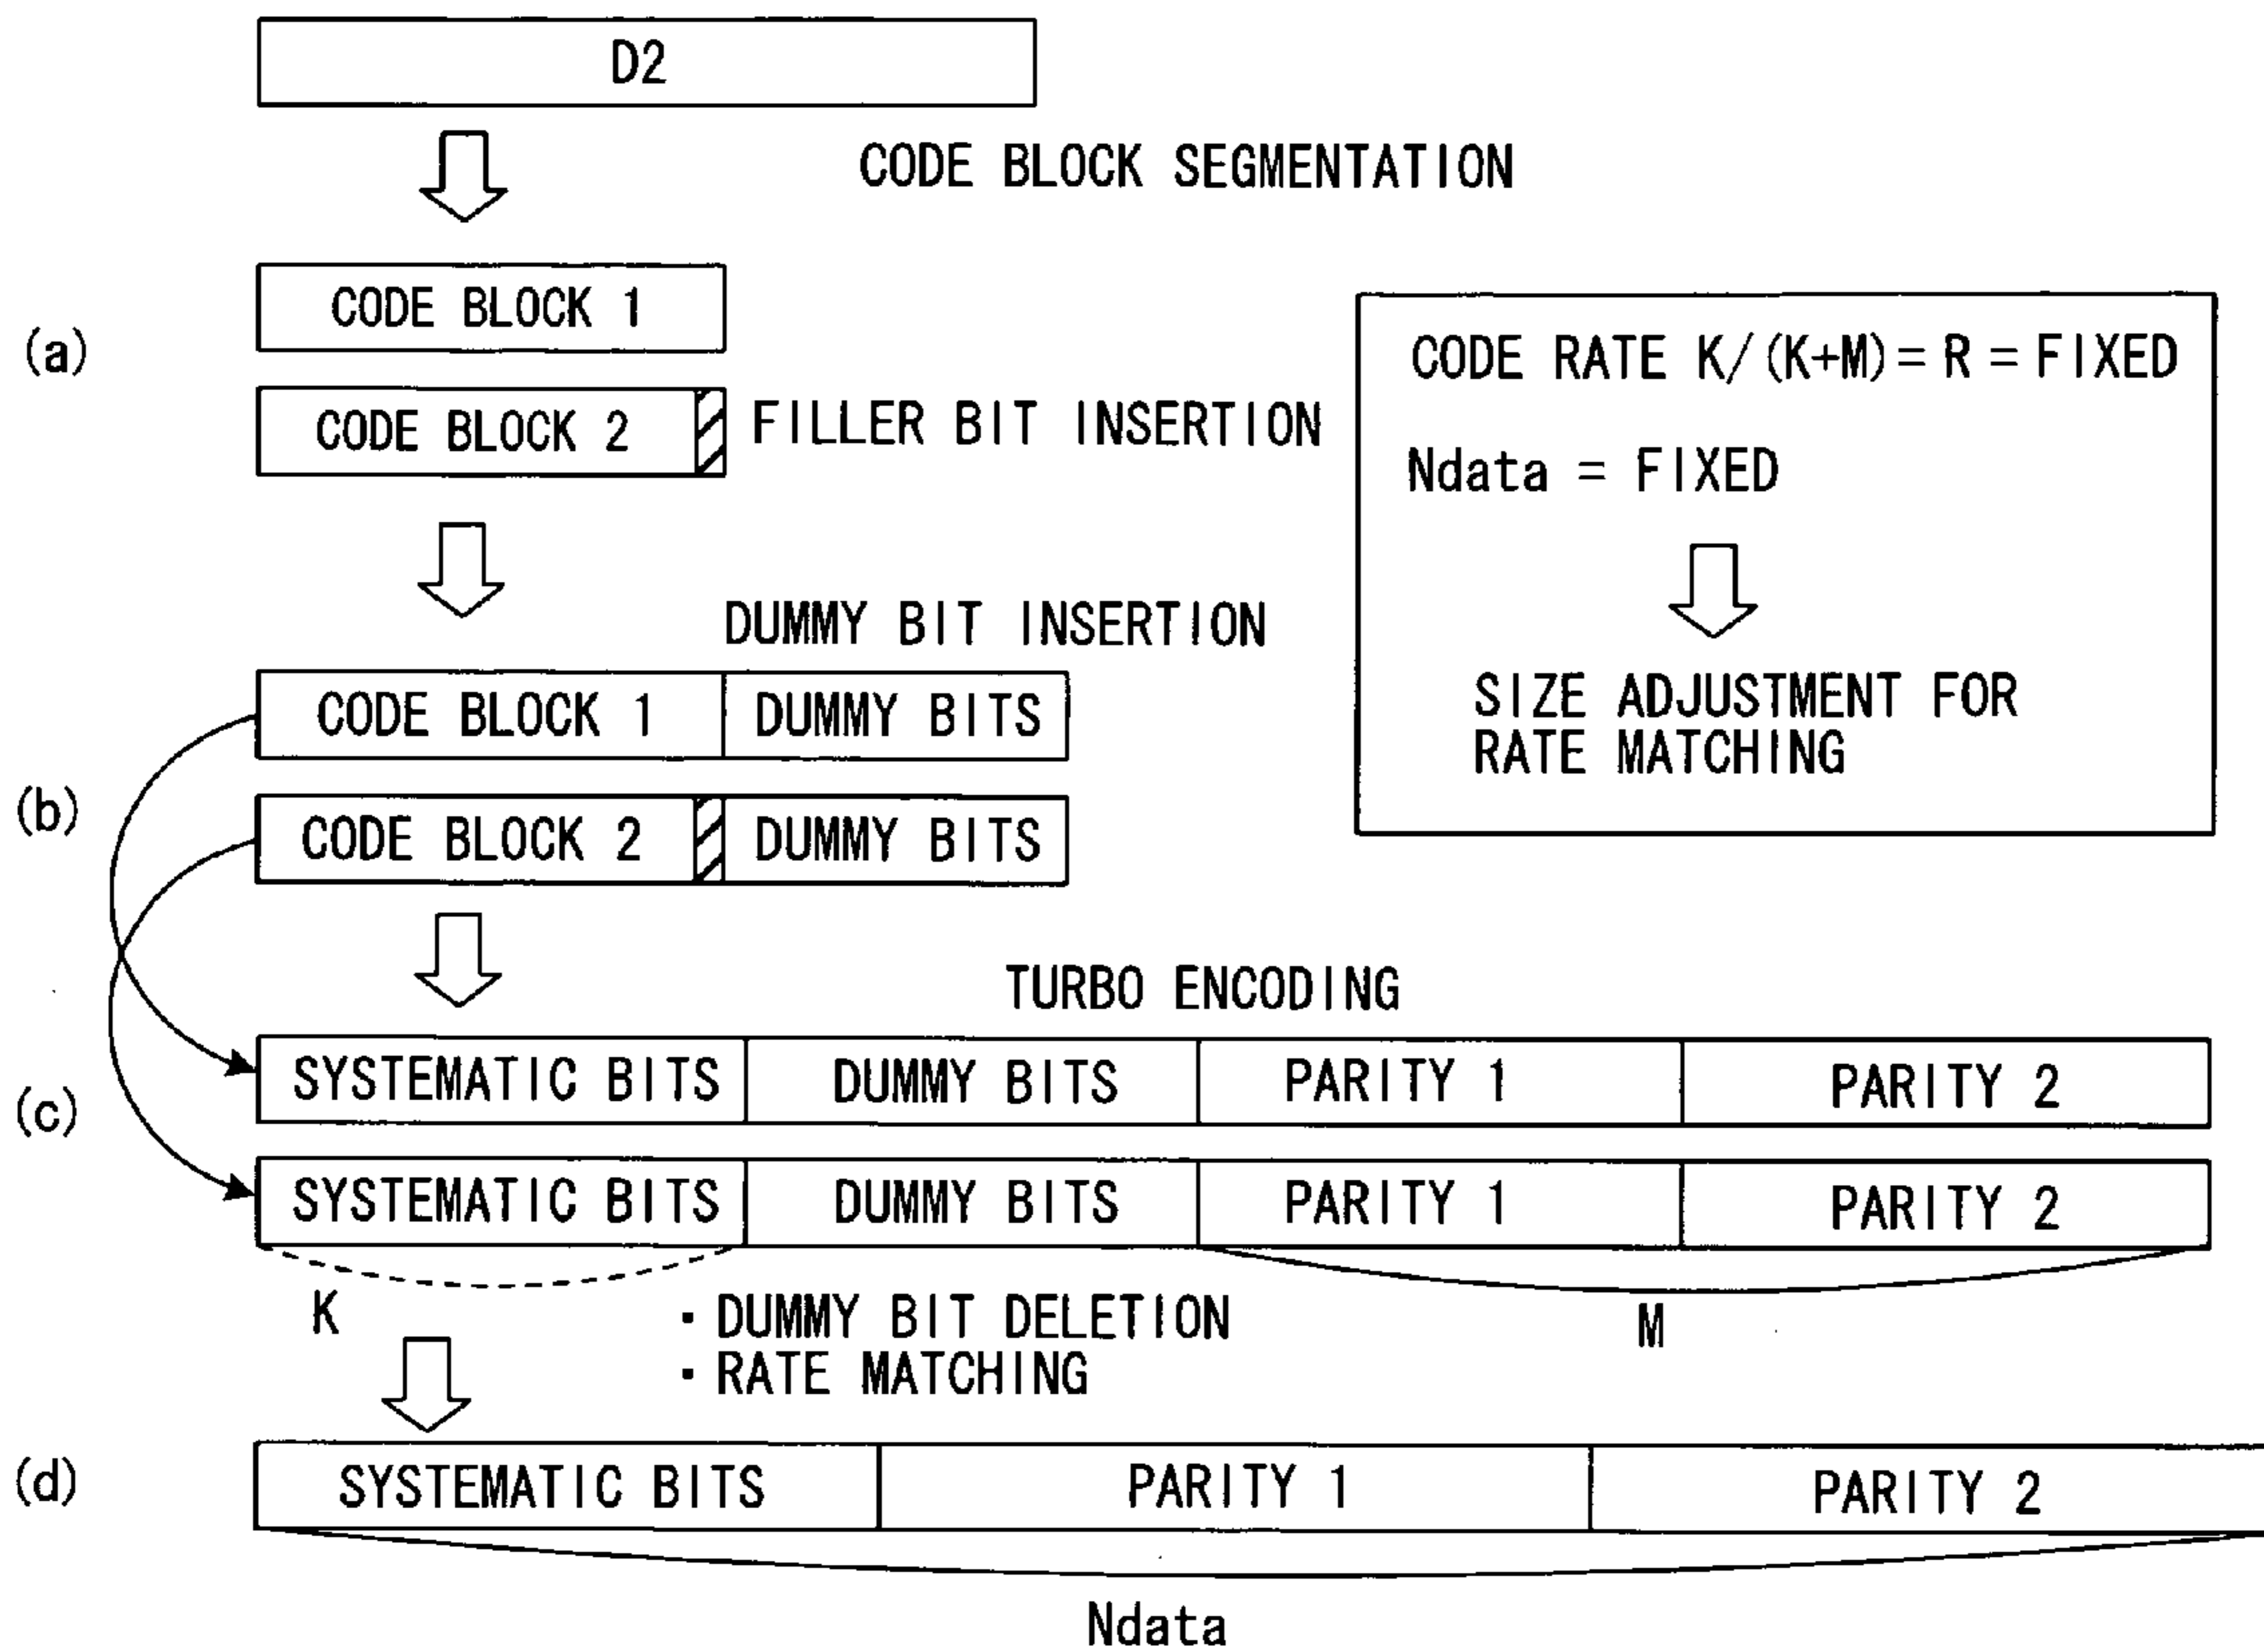 D2
CODE BLOCK SEGMENTATION
(a)
CODE BLOCK 1
CODE BLOCK 2
FILLER BIT INSERTION
CODE RATE K/(K+M)= R = FIXED
Ndata = FIXED
SIZE ADJUSTMENT FOR
RATE MATCHING
DUMMY BIT INSERTION
(b)
CODE BLOCK 1 DUMMY BITS
CODE BLOCK 2 DUMMY BITS
TURBO ENCODING
(c)
SYSTEMATIC BITS DUMMY BITS PARITY 1 PARITY 2
SYSTEMATIC BITS DUMMY BITS PARITY 1 PARITY 2
K
M
・DUMMY BIT DELETION
・RATE MATCHING
(d)
SYSTEMATIC BITS PARITY 1 PARITY 2
Ndata